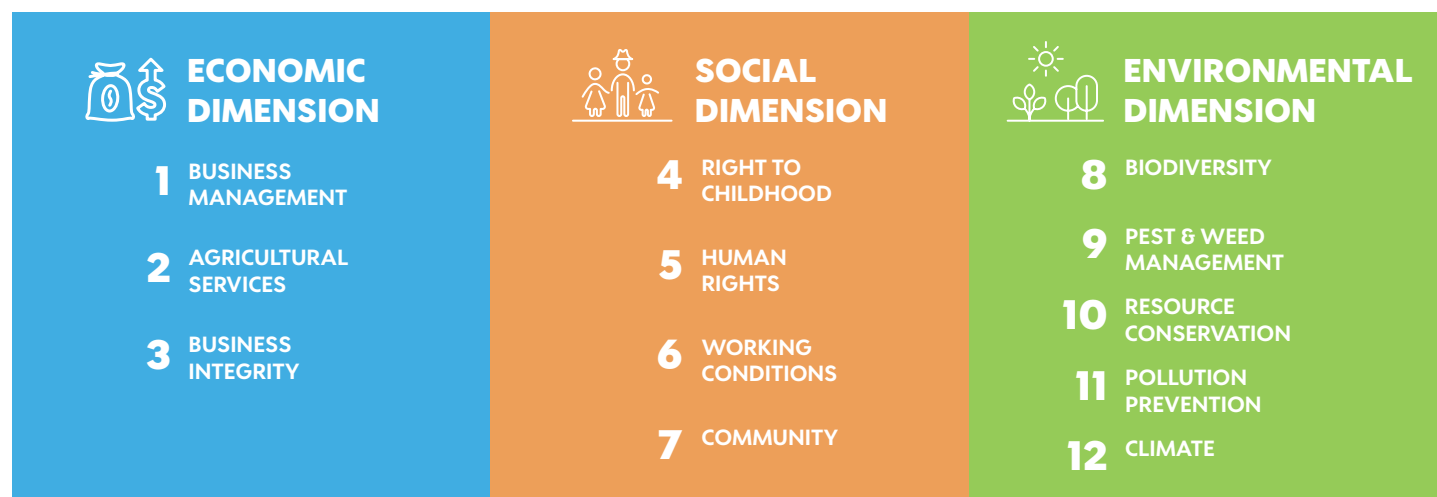 ECONOMIC
DIMENSION
1 BUSINESS
MANAGEMENT
2 AGRICULTURAL
SERVICES
3 BUSINESS
INTEGRITY
SOCIAL
DIMENSION
4 RIGHT TO
CHILDHOOD
5 HUMAN
RIGHTS
6 WORKING
CONDITIONS
7 COMMUNITY
ENVIRONMENTAL
DIMENSION
8 BIODIVERSITY
9 PEST & WEED
MANAGEMENT
10 RESOURCE
CONSERVATION
11 POLLUTION
PREVENTION
12 CLIMATE